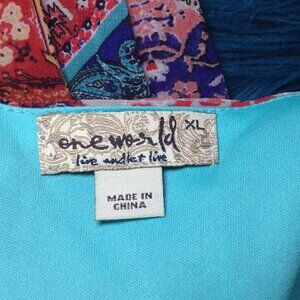 one world XL
live and let live
MADE IN
CHINA